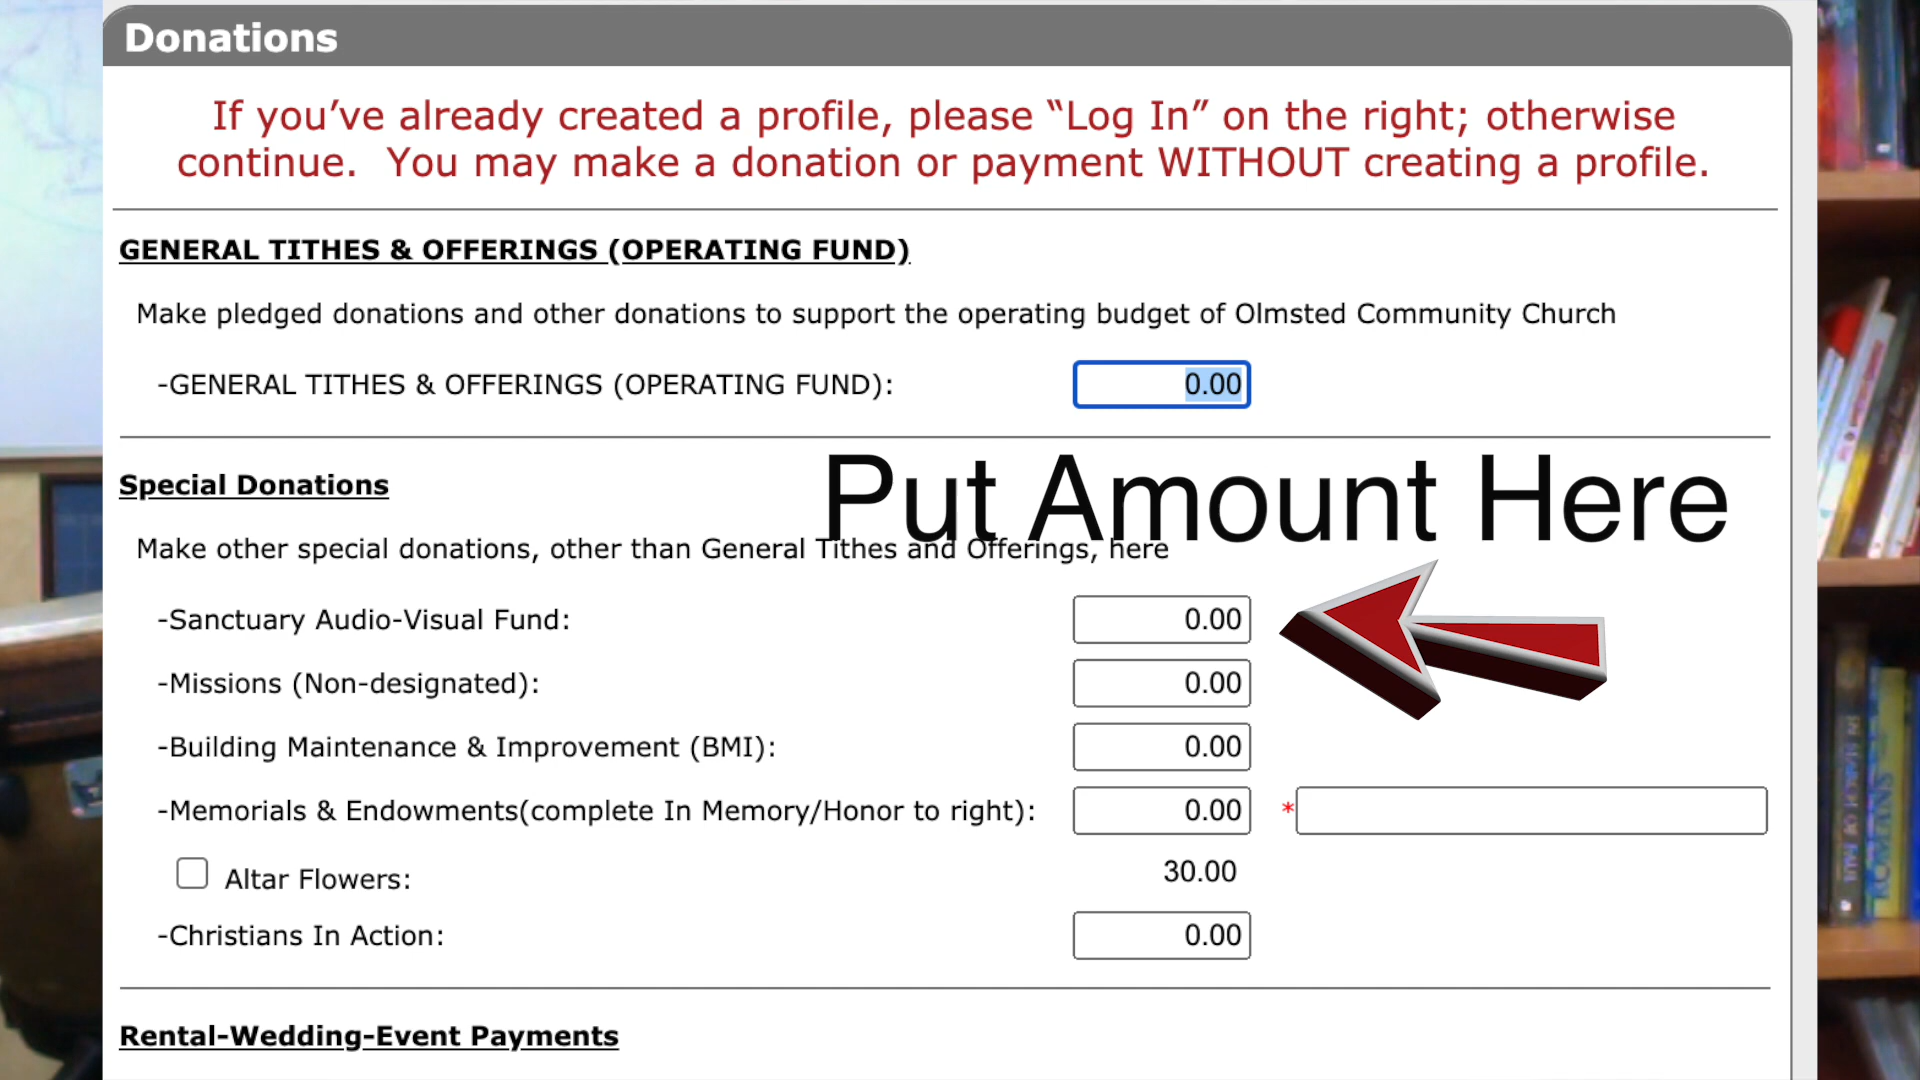 Donations
If you’ve already created a profile, please “Log In” on the right; otherwise
continue.  You may make a donation or payment WITHOUT creating a profile.
GENERAL TITHES & OFFERINGS (OPERATING FUND)
Make pledged donations and other donations to support the operating budget of Olmsted Community Church
-GENERAL TITHES & OFFERINGS (OPERATING FUND): 0.00
Put Amount Here
Special Donations
Make other special donations, other than General Tithes and Offerings, here
-Sanctuary Audio-Visual Fund: 0.00
-Missions (Non-designated): 0.00
-Building Maintenance & Improvement (BMI): 0.00
-Memorials & Endowments(complete In Memory/Honor to right): 0.00 *
Altar Flowers: 30.00
-Christians In Action: 0.00
Rental-Wedding-Event Payments
IN SEARCH OF PAUL
ROMANS